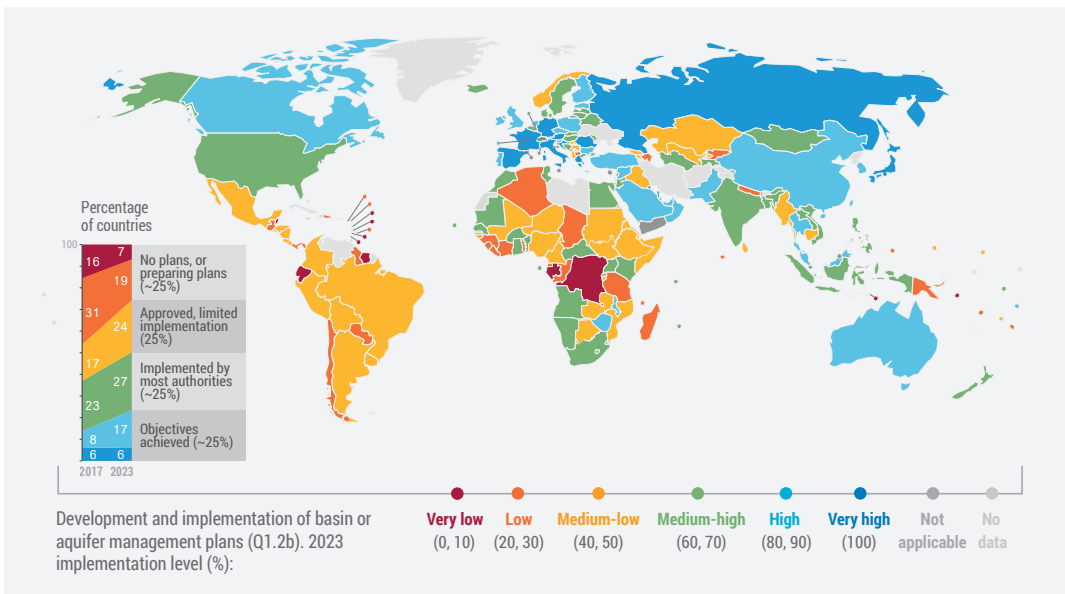 Percentage
of countries
100
7
16
19
31
24
17
27
23
17
8
6
6
2017 2023
No plans, or
preparing plans
(~25%)
Approved, limited
implementation
(25%)
Implemented by
most authorities
(~25%)
Objectives
achieved (~25%)
Development and implementation of basin or
aquifer management plans (Q1.2b). 2023
implementation level (%):
Very low
(0, 10)
Low
(20, 30)
Medium-low
(40, 50)
Medium-high
(60, 70)
High
(80, 90)
Very high
(100)
Not
applicable
No
data